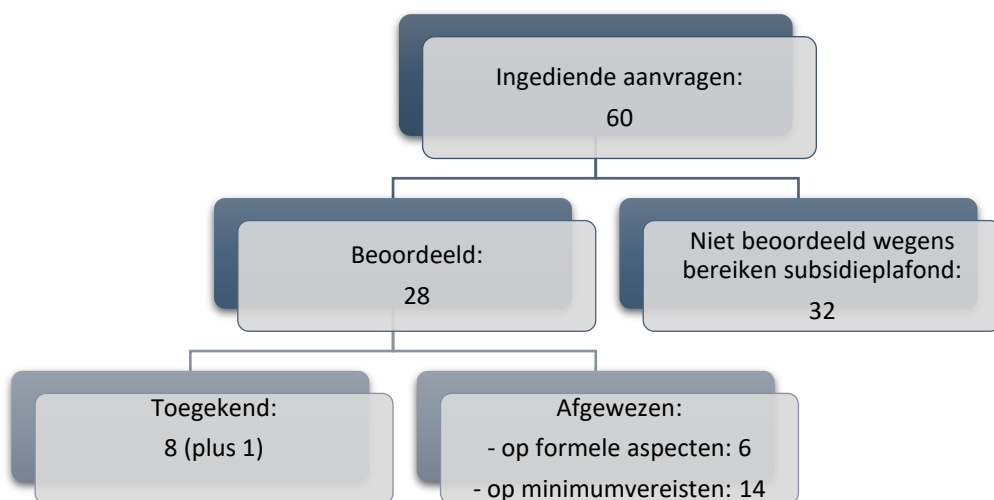 Ingediende aanvragen:
60
Beoordeeld:
28
Niet beoordeeld wegens
bereiken subsidieplafond:
32
Toegekend:
8 (plus 1)
Afgewezen:
- op formele aspecten: 6
- op minimumvereisten: 14